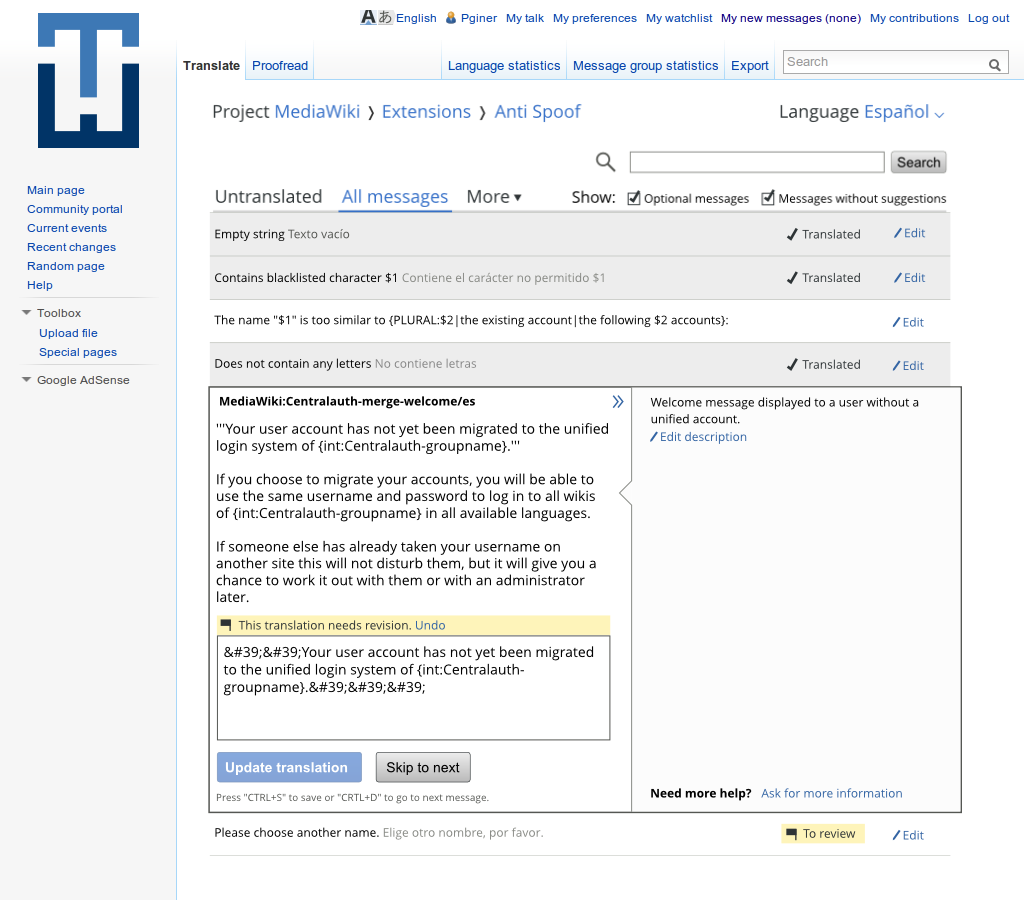 Aあ English Pginer My talk My preferences My watchlist My new messages (none) My contributions Log out
Translate Proofread Language statistics Message group statistics Export Search
Project MediaWiki ❭ Extensions ❭ Anti Spoof Language Español
Search
Untranslated All messages More ▾ Show: Optional messages Messages without suggestions
Main page
Community portal
Current events
Recent changes
Random page
Help
Toolbox
Upload file
Special pages
Google AdSense
Empty string Texto vacío Translated Edit
Contains blacklisted character $1 Contiene el carácter no permitido $1 Translated Edit
The name "$1" is too similar to {PLURAL:$2|the existing account|the following $2 accounts}: Edit
Does not contain any letters No contiene letras Translated Edit
MediaWiki:Centralauth-merge-welcome/es »
'''Your user account has not yet been migrated to the unified
login system of {int:Centralauth-groupname}.'''
If you choose to migrate your accounts, you will be able to
use the same username and password to log in to all wikis
of {int:Centralauth-groupname} in all available languages.
If someone else has already taken your username on
another site this will not disturb them, but it will give you a
chance to work it out with them or with an administrator
later.
This translation needs revision. Undo
&#39;&#39;Your user account has not yet been migrated
to the unified login system of {int:Centralauth-
groupname}.&#39;&#39;&#39;
Update translation Skip to next
Press "CTRL+S" to save or "CRTL+D" to go to next message.
Welcome message displayed to a user without a
unified account.
Edit description
Need more help? Ask for more information
Please choose another name. Elige otro nombre, por favor. To review Edit